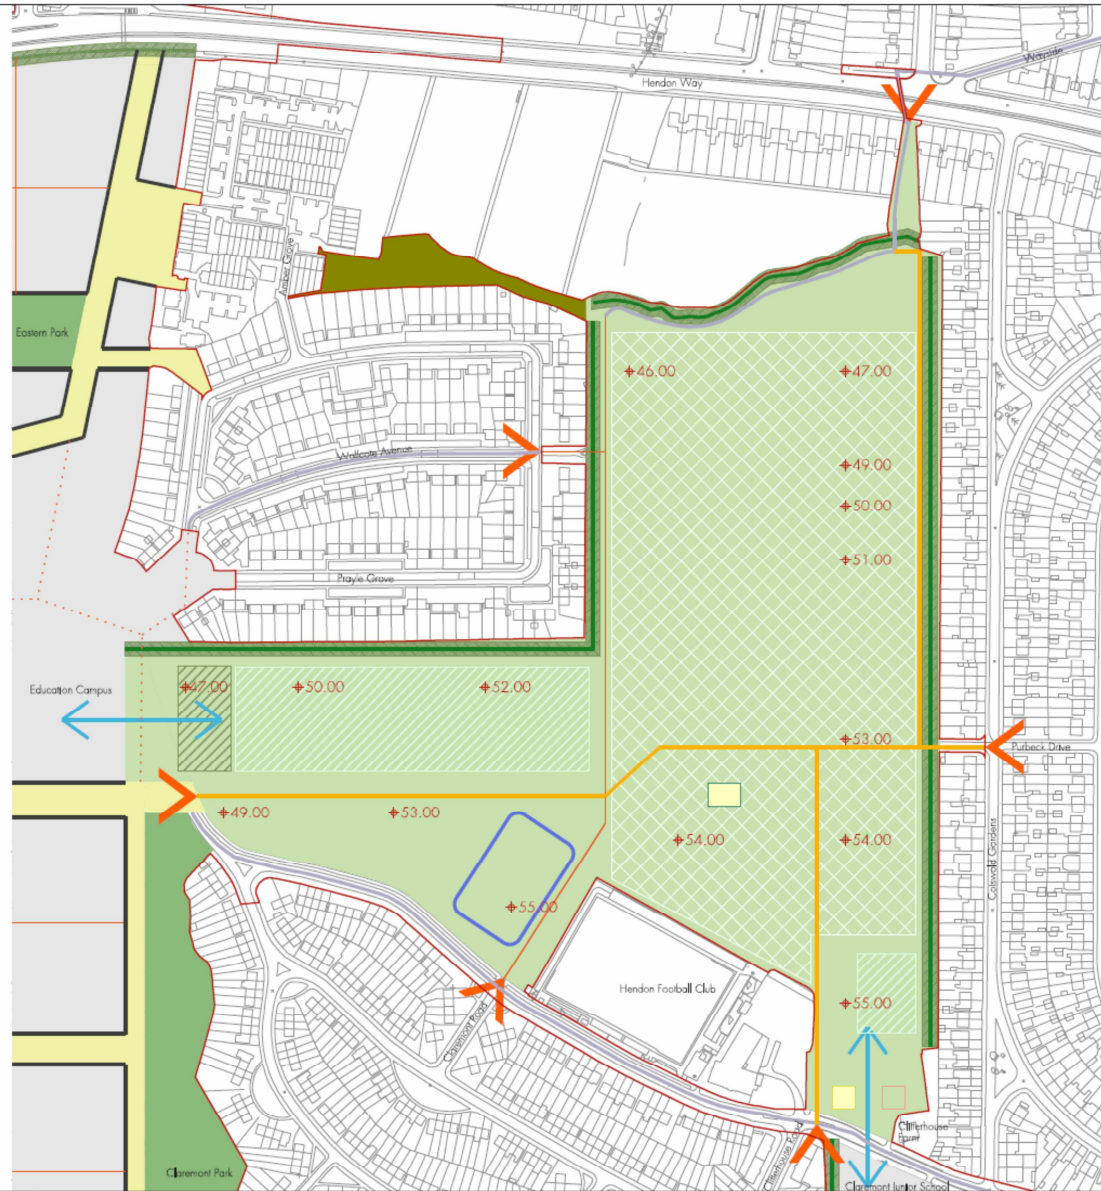 Wayside
Hendon Way
Amber Grove
Eastern Park
46.00
47.00
Wallcote Avenue
49.00
50.00
51.00
Prayle Grove
Education Campus
47.00
50.00
52.00
53.00
Purbeck Drive
49.00
53.00
54.00
54.00
Cotswold Gardens
55.00
Hendon Football Club
55.00
Claremont Road
Clitterhouse Road
Clitterhouse
Farm
Claremont Park
Claremont Junior School